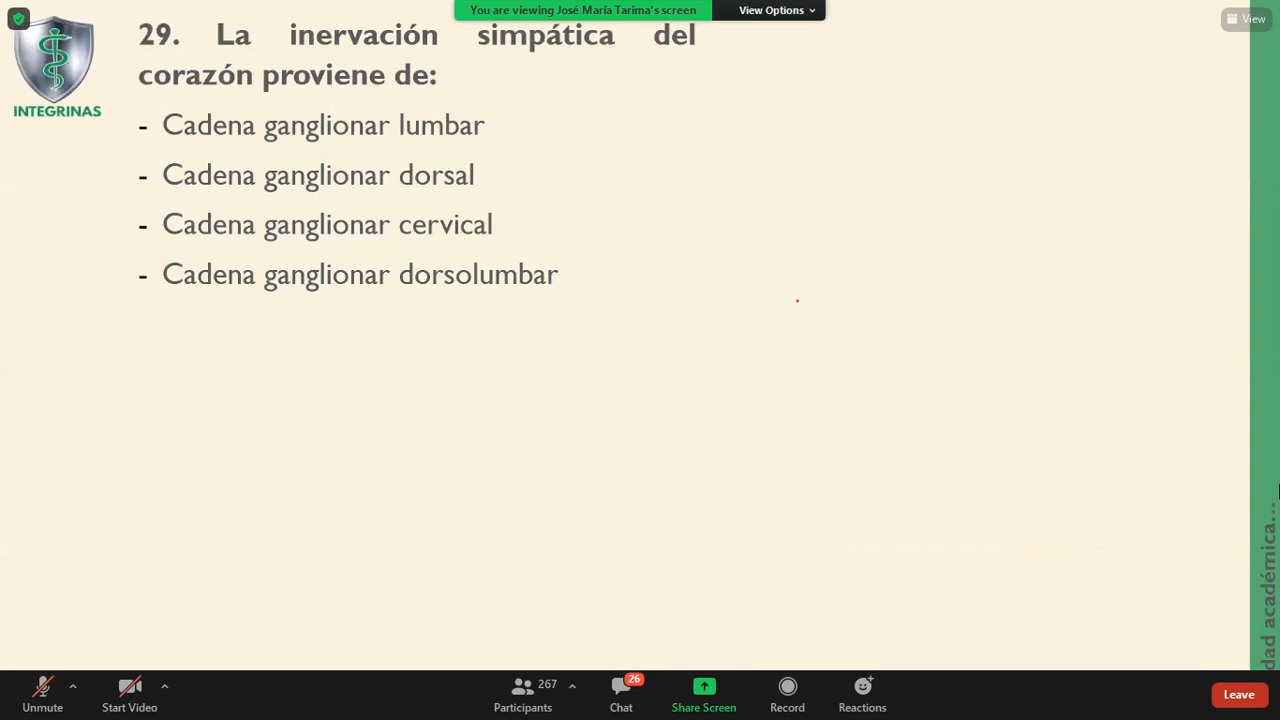 You are viewing José María Tarima's screen
View Options
View
INTEGRINAS
29. La inervación simpática del
corazón proviene de:
- Cadena ganglionar lumbar
- Cadena ganglionar dorsal
- Cadena ganglionar cervical
- Cadena ganglionar dorsolumbar
dad académica...
Unmute
Start Video
267
Participants
26
Chat
Share Screen
Record
Reactions
Leave